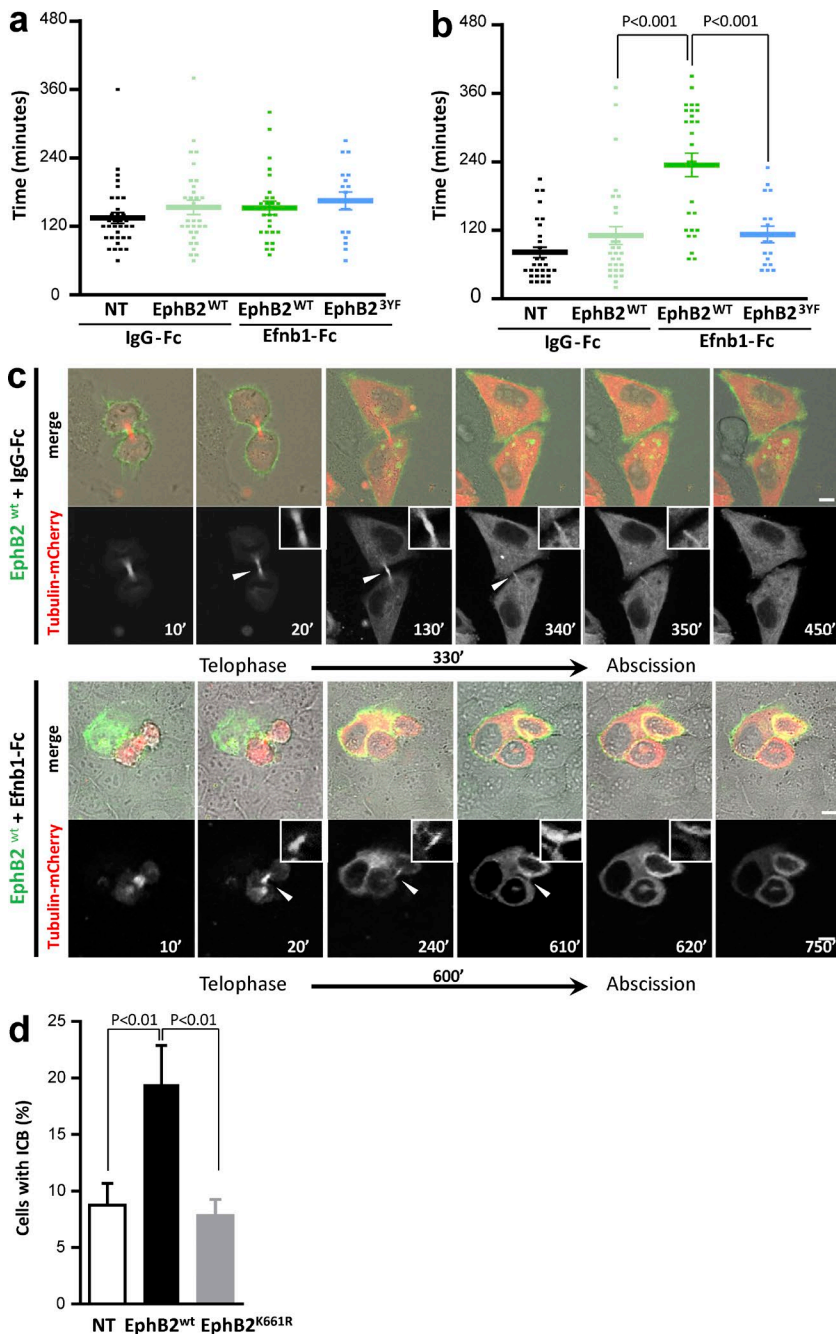 a
Time (minutes)
480
360
240
120
0
NT EphB2WT EphB2WT EphB23YF
IgG-Fc Efnb1-Fc
b
P<0.001 P<0.001
Time (minutes)
480
360
240
120
0
NT EphB2WT EphB2WT EphB23YF
IgG-Fc Efnb1-Fc
c
EphB2 wt + IgG-Fc
Tubulin-mCherry merge
10’ 20’ 130’ 340’ 350’ 450’
Telophase 330’ Abscission
EphB2 wt + Efnb1-Fc
Tubulin-mCherry merge
10’ 20’ 240’ 610’ 620’ 750’
Telophase 600’ Abscission
d
P<0.01 P<0.01
Cells with ICB (%)
25
20
15
10
5
0
NT EphB2wt EphB2K661R